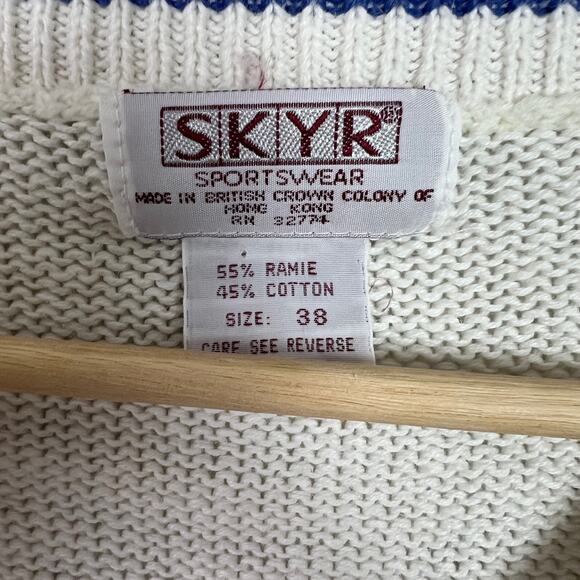 SKYR®
SPORTSWEAR
MADE IN BRITISH CROWN COLONY OF
HONG KONG
RN 32774
55% RAMIE
45% COTTON
SIZE: 38
CARE SEE REVERSE